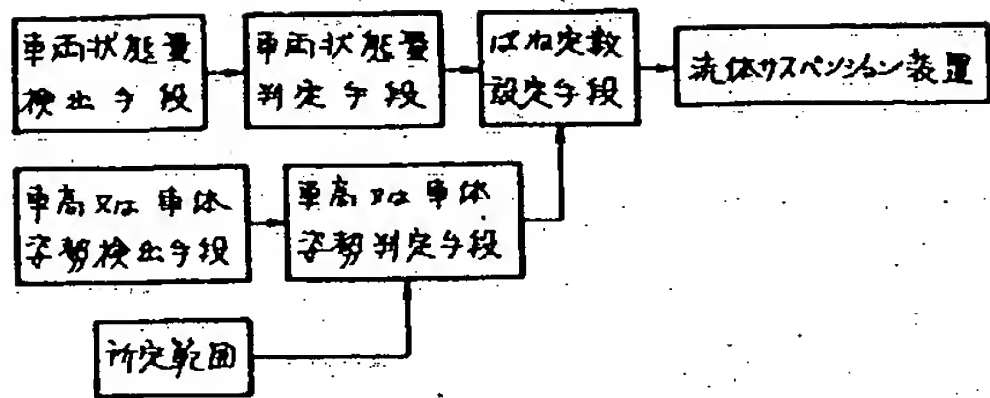 車両状態量
検出手段
車両状態量
判定手段
ばね定数
設定手段
流体サスペンション装置
車高又は車体
姿勢検出手段
車高又は車体
姿勢判定手段
所定範囲